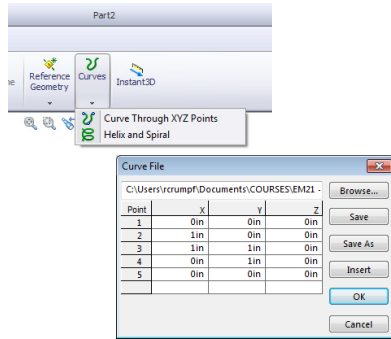 Part2
ne
Reference Geometry
Curves
Instant3D
Curve Through XYZ Points
Helix and Spiral
Curve File
C:\Users\rcrumpf\Documents\COURSES\EM21 -
Browse...
Point X Y Z
1 0in 0in 0in
2 1in 0in 0in
3 1in 1in 0in
4 0in 1in 0in
5 0in 0in 0in
Save
Save As
Insert
OK
Cancel